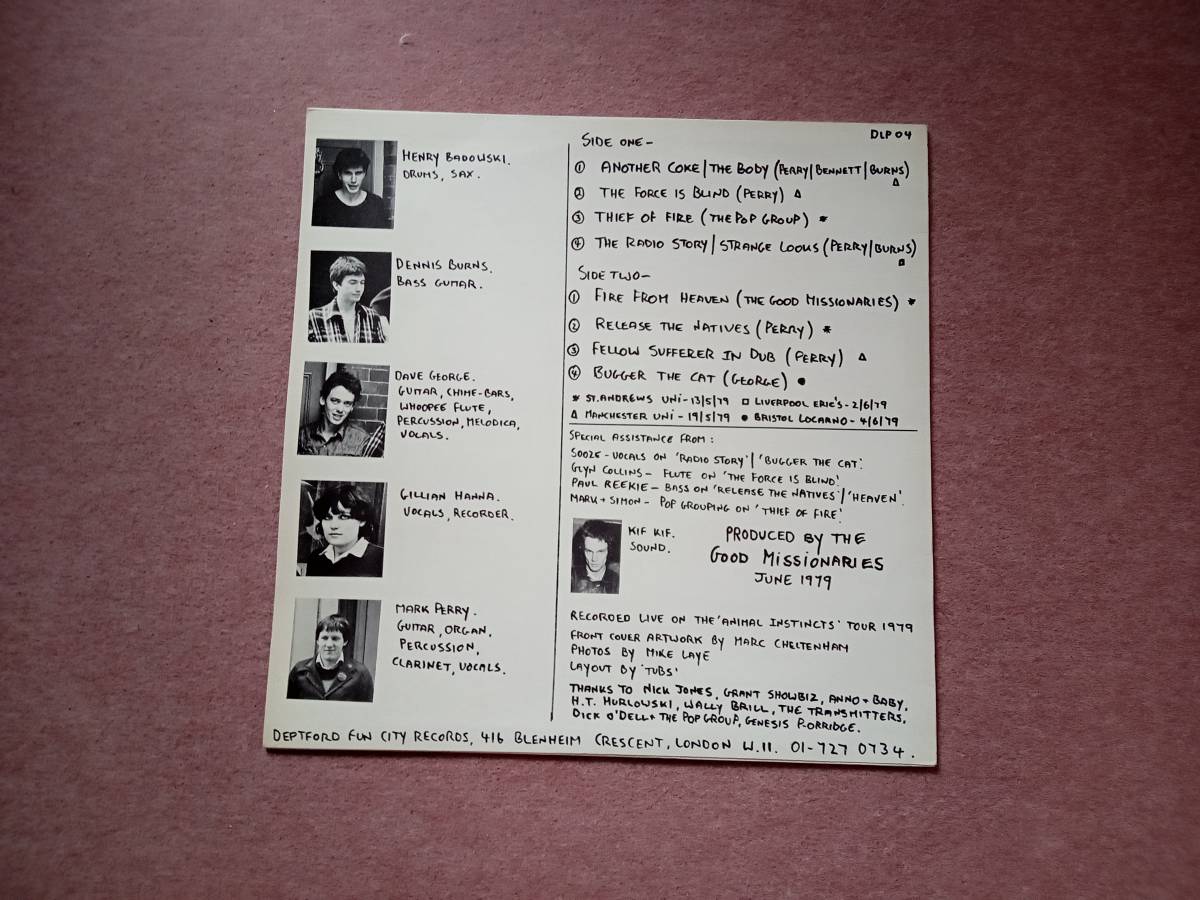 HENRY BADOWSKI.
DRUMS, SAX.
DENNIS BURNS.
BASS GUITAR.
DAVE GEORGE.
GUITAR, CHIME-BARS,
WHOOPEE FLUTE,
PERCUSSION, MELODICA,
VOCALS.
GILLIAN HANNA.
VOCALS, RECORDER.
MARK PERRY.
GUITAR, ORGAN,
PERCUSSION,
CLARINET, VOCALS.
DLP 04
SIDE ONE -
① ANOTHER COKE / THE BODY (PERRY/BENNETT/BURNS) △
② THE FORCE IS BLIND (PERRY) △
③ THIEF OF FIRE (THE POP GROUP) *
④ THE RADIO STORY / STRANGE LOOKS (PERRY/BURNS) □
SIDE TWO -
① FIRE FROM HEAVEN (THE GOOD MISSIONARIES) *
② RELEASE THE NATIVES (PERRY) *
③ FELLOW SUFFERER IN DUB (PERRY) △
④ BUGGER THE CAT (GEORGE) ●
* ST. ANDREWS UNI - 13/5/79 □ LIVERPOOL ERIC'S - 2/6/79
△ MANCHESTER UNI - 19/5/79 ● BRISTOL LOCARNO - 4/6/79
SPECIAL ASSISTANCE FROM :
SOOZE - VOCALS ON 'RADIO STORY' / 'BUGGER THE CAT'.
GLYN COLLINS - FLUTE ON 'THE FORCE IS BLIND'.
PAUL REEKIE - BASS ON 'RELEASE THE NATIVES' / 'HEAVEN'.
MARK + SIMON - POP GROUPING ON 'THIEF OF FIRE'.
KIF KIF.
SOUND.
PRODUCED BY THE
GOOD MISSIONARIES
JUNE 1979
RECORDED LIVE ON THE 'ANIMAL INSTINCTS' TOUR 1979
FRONT COVER ARTWORK BY MARC CHELTENHAM
PHOTOS BY MIKE LAYE
LAYOUT BY 'TUBS'
THANKS TO NICK JONES, GRANT SHOWBIZ, ANNO + BABY,
H.T. MURLOWSKI, WALLY BRILL, THE TRANSMITTERS,
DICK O'DELL + THE POP GROUP, GENESIS P. ORRIDGE.
DEPTFORD FUN CITY RECORDS, 41b BLENHEIM CRESCENT, LONDON W.11. 01-727 0734.